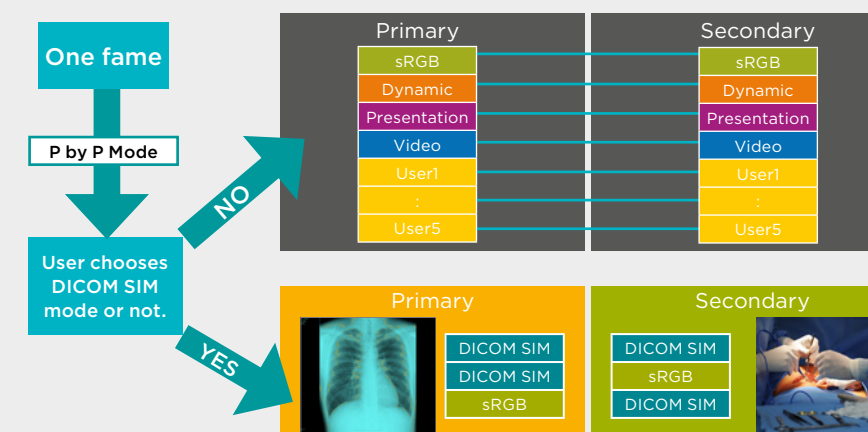 One fame
P by P Mode
User chooses
DICOM SIM
mode or not.
NO
YES
Primary
sRGB
Dynamic
Presentation
Video
User1
:
User5
Secondary
sRGB
Dynamic
Presentation
Video
User1
:
User5
Primary
DICOM SIM
DICOM SIM
sRGB
Secondary
DICOM SIM
sRGB
DICOM SIM